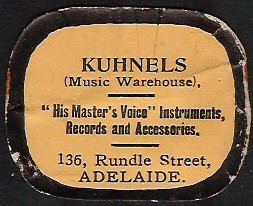 KUHNELS
(Music Warehouse),
"His Master's Voice" Instruments,
Records and Accessories.
136, Rundle Street,
ADELAIDE.